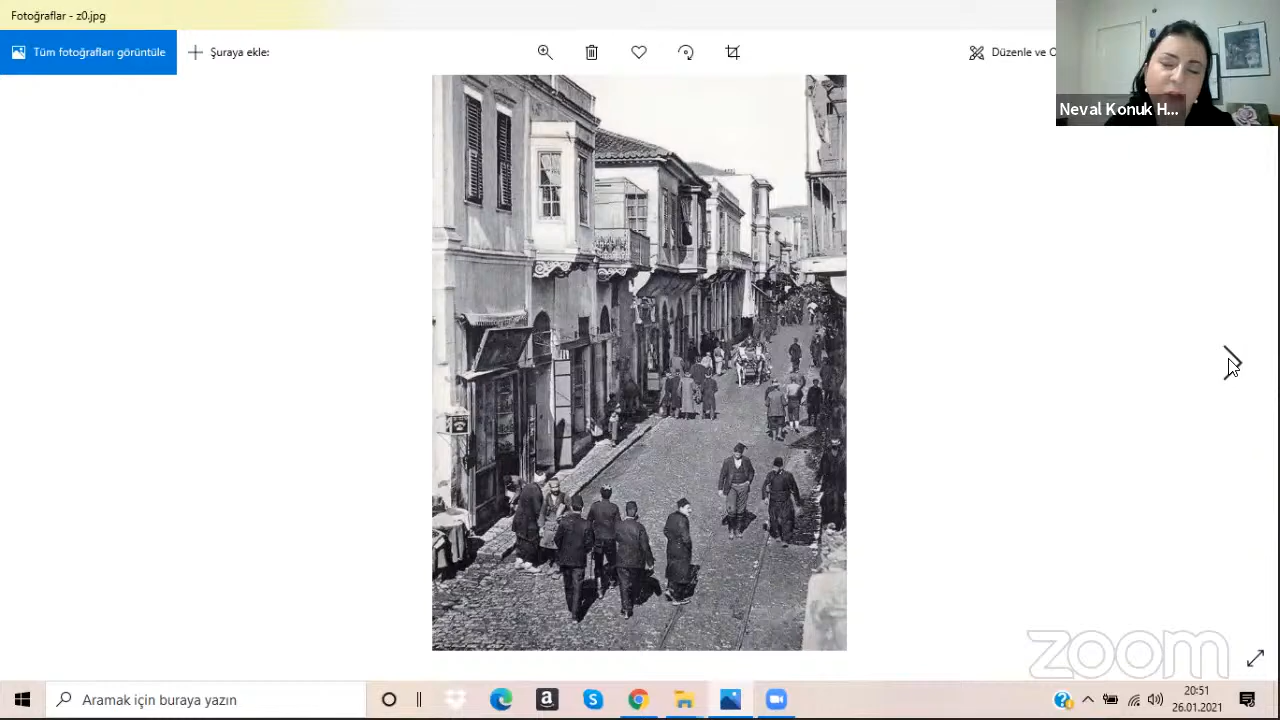 Fotoğraflar - z0.jpg
Tüm fotoğrafları görüntüle
Şuraya ekle:
Düzenle ve O
Neval Konuk H...
zoom
Aramak için buraya yazın
20:51
26.01.2021